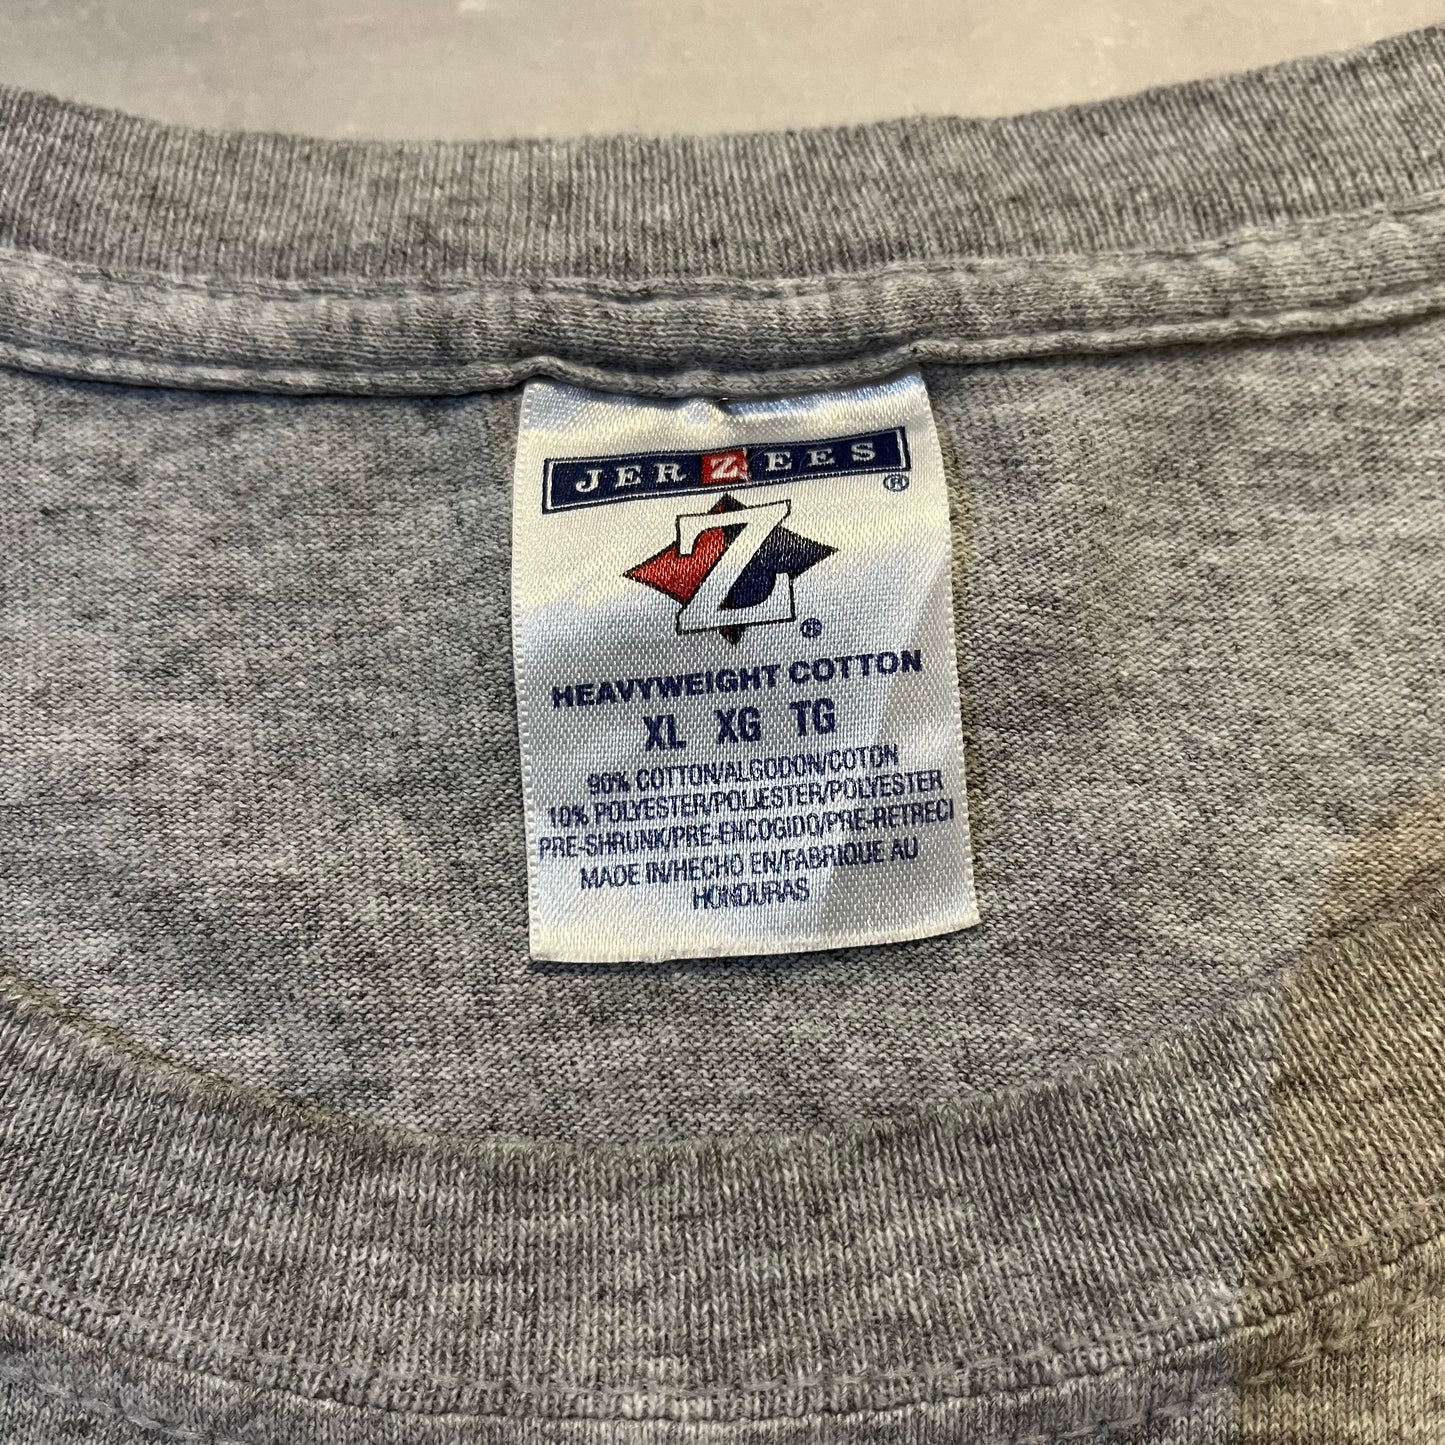 JERZEES®
Z®
HEAVYWEIGHT COTTON
XL XG TG
90% COTTON/ALGODON/COTON
10% POLYESTER/POLIESTER/POLYESTER
PRE-SHRUNK/PRE-ENCOGIDO/PRE-RETRECI
MADE IN/HECHO EN/FABRIQUE AU
HONDURAS